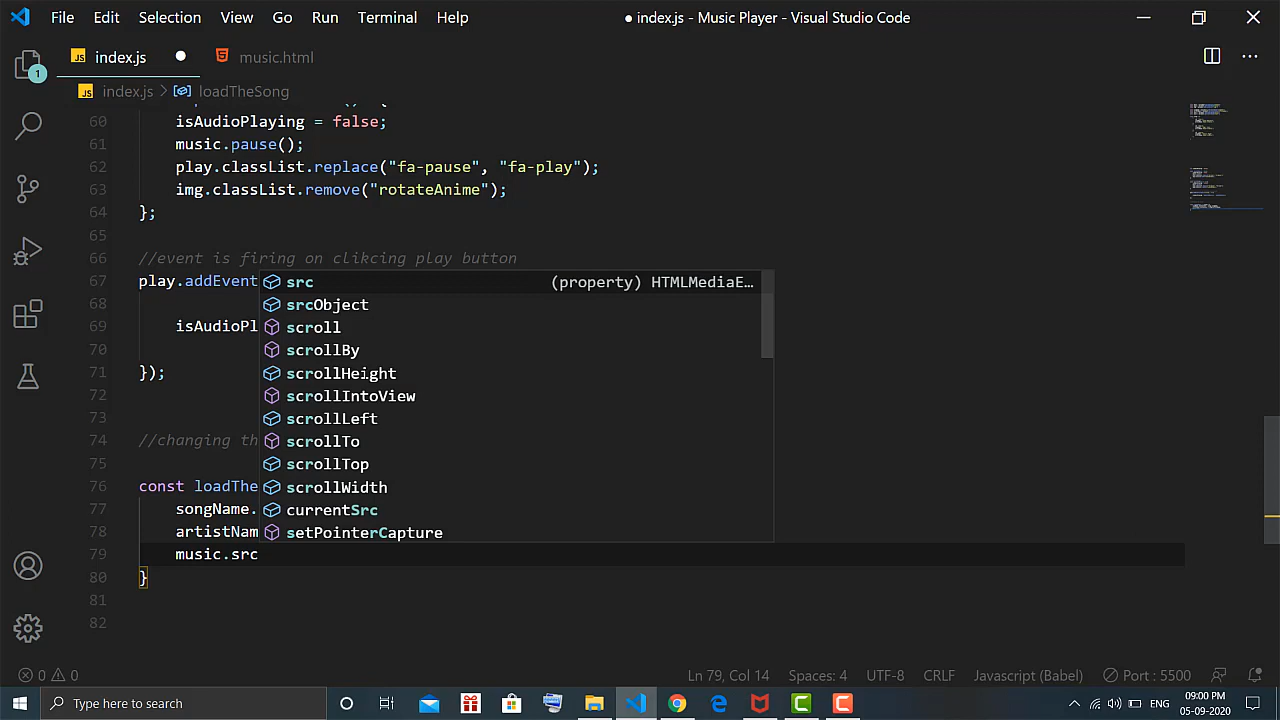 File Edit Selection View Go Run Terminal Help ● index.js - Music Player - Visual Studio Code
1
JS index.js ● music.html
JS index.js > loadTheSong
60 isAudioPlaying = false;
61 music.pause();
62 play.classList.replace("fa-pause", "fa-play");
63 img.classList.remove("rotateAnime");
64 };
65
66 //event is firing on clikcing play button
67 play.addEvent
src (property) HTMLMediaE…
68 srcObject
69 isAudioPl scroll
70 scrollBy
71 }); scrollHeight
72 scrollIntoView
73 scrollLeft
74 //changing th scrollTo
75 scrollTop
76 const loadThe scrollWidth
77 songName. currentSrc
78 artistNam setPointerCapture
79 music.src
80 }
81
82
0 0 Ln 79, Col 14 Spaces: 4 UTF-8 CRLF Javascript (Babel) Port : 5500
Type here to search
ENG
09:00 PM
05-09-2020